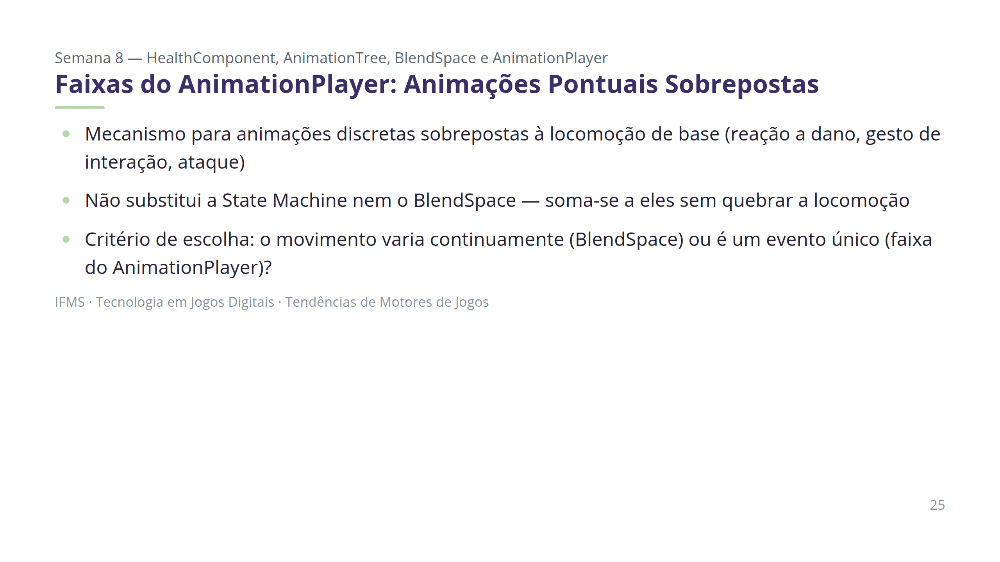 Semana 8 — HealthComponent, AnimationTree, BlendSpace e AnimationPlayer
Faixas do AnimationPlayer: Animações Pontuais Sobrepostas
Mecanismo para animações discretas sobrepostas à locomoção de base (reação a dano, gesto de
interação, ataque)
Não substitui a State Machine nem o BlendSpace — soma-se a eles sem quebrar a locomoção
Critério de escolha: o movimento varia continuamente (BlendSpace) ou é um evento único (faixa
do AnimationPlayer)?
IFMS · Tecnologia em Jogos Digitais · Tendências de Motores de Jogos
25